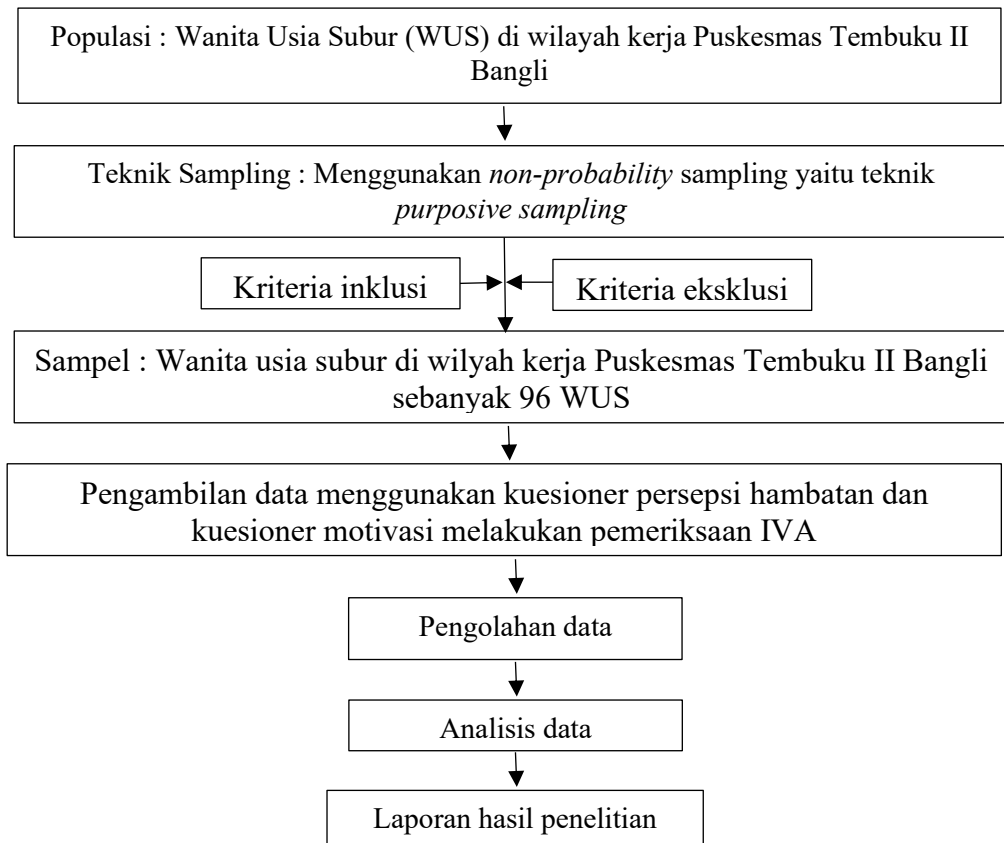 Populasi : Wanita Usia Subur (WUS) di wilayah kerja Puskesmas Tembuku II
Bangli
Teknik Sampling : Menggunakan non-probability sampling yaitu teknik
purposive sampling
Kriteria inklusi
Kriteria eksklusi
Sampel : Wanita usia subur di wilyah kerja Puskesmas Tembuku II Bangli
sebanyak 96 WUS
Pengambilan data menggunakan kuesioner persepsi hambatan dan
kuesioner motivasi melakukan pemeriksaan IVA
Pengolahan data
Analisis data
Laporan hasil penelitian